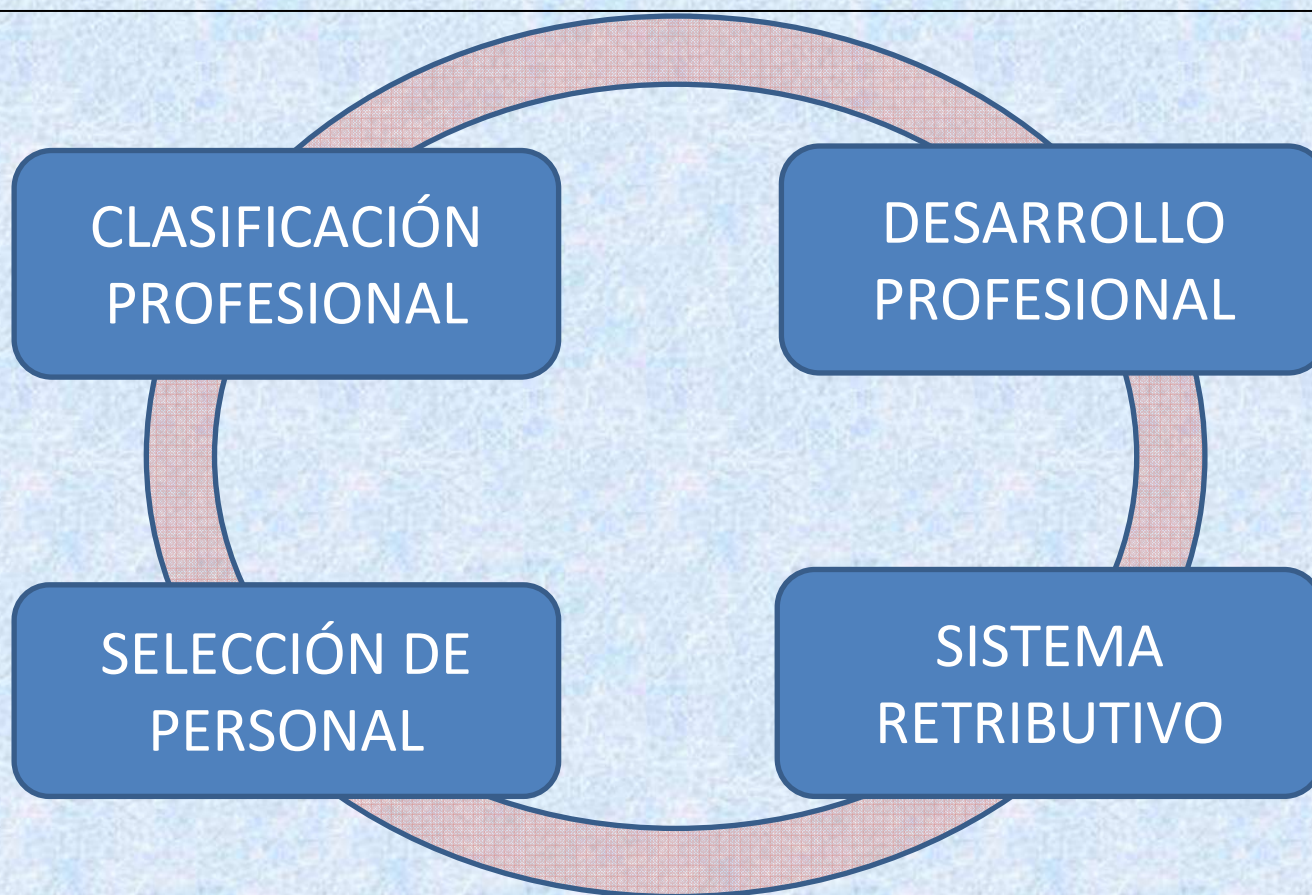 CLASIFICACIÓN
PROFESIONAL
DESARROLLO
PROFESIONAL
SELECCIÓN DE
PERSONAL
SISTEMA
RETRIBUTIVO